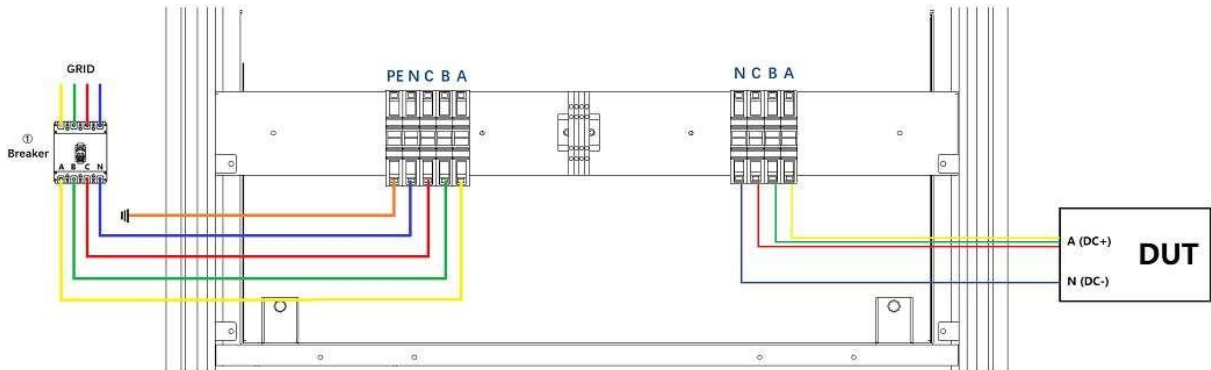 GRID
①
Breaker
A B C N
PE N C B A
N C B A
A (DC+)
N (DC-)
DUT